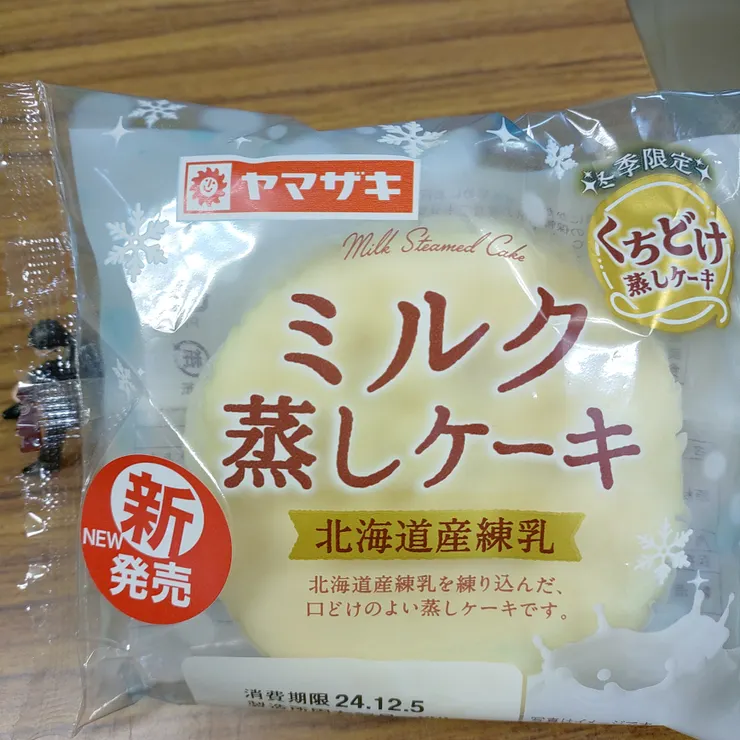 ヤマザキ
冬季限定
くちどけ
蒸しケーキ
Milk Steamed Cake
ミルク
蒸しケーキ
北海道産練乳
北海道産練乳を練り込んだ、
口どけのよい蒸しケーキです。
NEW
新
発売
消費期限 24.12.5